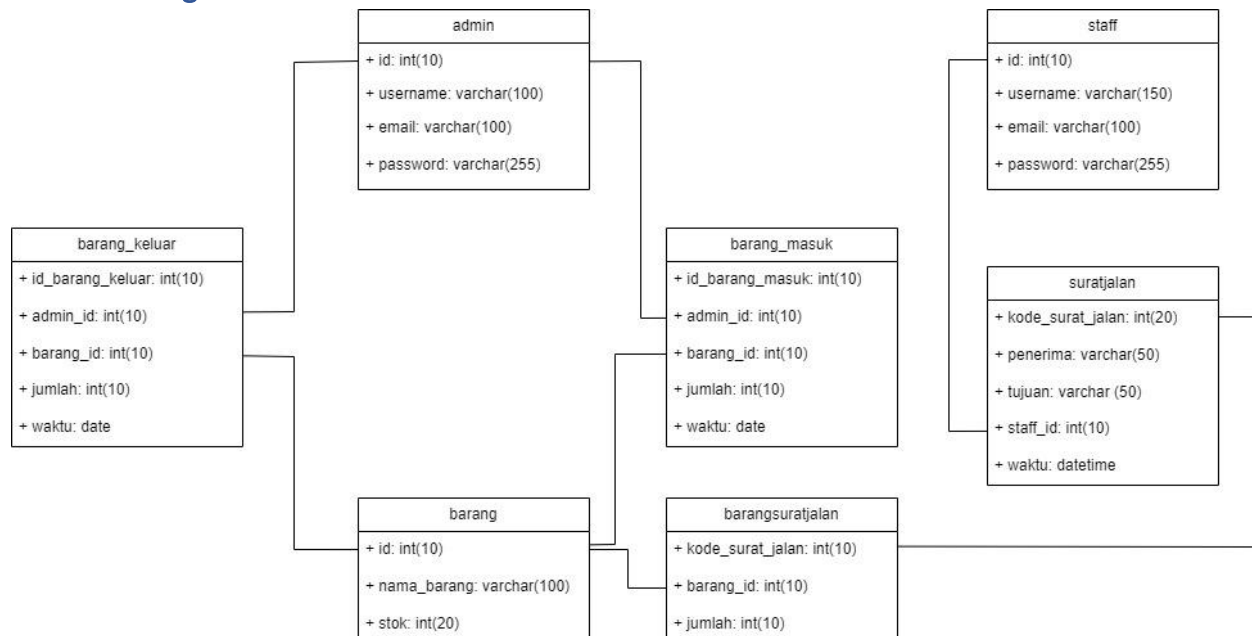 admin
+ id: int(10)
+ username: varchar(100)
+ email: varchar(100)
+ password: varchar(255)
staff
+ id: int(10)
+ username: varchar(150)
+ email: varchar(100)
+ password: varchar(255)
barang_keluar
+ id_barang_keluar: int(10)
+ admin_id: int(10)
+ barang_id: int(10)
+ jumlah: int(10)
+ waktu: date
barang_masuk
+ id_barang_masuk: int(10)
+ admin_id: int(10)
+ barang_id: int(10)
+ jumlah: int(10)
+ waktu: date
suratjalan
+ kode_surat_jalan: int(20)
+ penerima: varchar(50)
+ tujuan: varchar (50)
+ staff_id: int(10)
+ waktu: datetime
barang
+ id: int(10)
+ nama_barang: varchar(100)
+ stok: int(20)
barangsuratjalan
+ kode_surat_jalan: int(10)
+ barang_id: int(10)
+ jumlah: int(10)